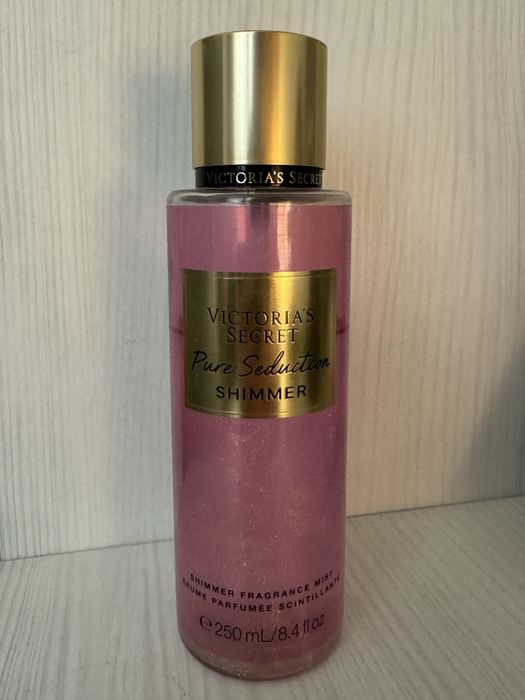 VICTORIA'S SECRET
VICTORIA'S
SECRET
Pure Seduction
SHIMMER
SHIMMER FRAGRANCE MIST
BRUME PARFUMÉE SCINTILLANTE
℮ 250 mL/8.4 fl oz